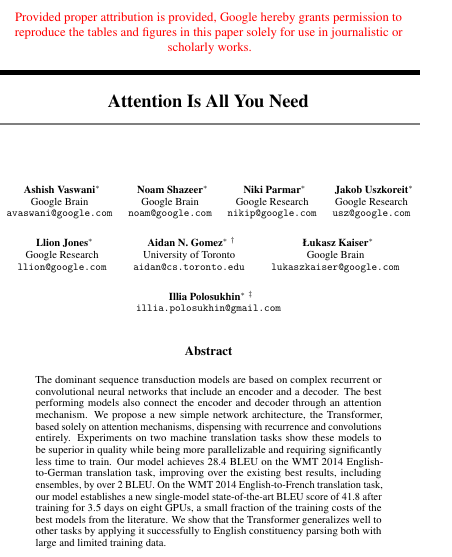 Provided proper attribution is provided, Google hereby grants permission to
reproduce the tables and figures in this paper solely for use in journalistic or
scholarly works.
Attention Is All You Need
Ashish Vaswani* Noam Shazeer* Niki Parmar* Jakob Uszkoreit*
Google Brain Google Brain Google Research Google Research
avaswani@google.com noam@google.com nikip@google.com usz@google.com
Llion Jones* Aidan N. Gomez* † Łukasz Kaiser*
Google Research University of Toronto Google Brain
llion@google.com aidan@cs.toronto.edu lukaszkaiser@google.com
Illia Polosukhin* ‡
illia.polosukhin@gmail.com
Abstract
The dominant sequence transduction models are based on complex recurrent or
convolutional neural networks that include an encoder and a decoder. The best
performing models also connect the encoder and decoder through an attention
mechanism. We propose a new simple network architecture, the Transformer,
based solely on attention mechanisms, dispensing with recurrence and convolutions
entirely. Experiments on two machine translation tasks show these models to
be superior in quality while being more parallelizable and requiring significantly
less time to train. Our model achieves 28.4 BLEU on the WMT 2014 English-
to-German translation task, improving over the existing best results, including
ensembles, by over 2 BLEU. On the WMT 2014 English-to-French translation task,
our model establishes a new single-model state-of-the-art BLEU score of 41.8 after
training for 3.5 days on eight GPUs, a small fraction of the training costs of the
best models from the literature. We show that the Transformer generalizes well to
other tasks by applying it successfully to English constituency parsing both with
large and limited training data.